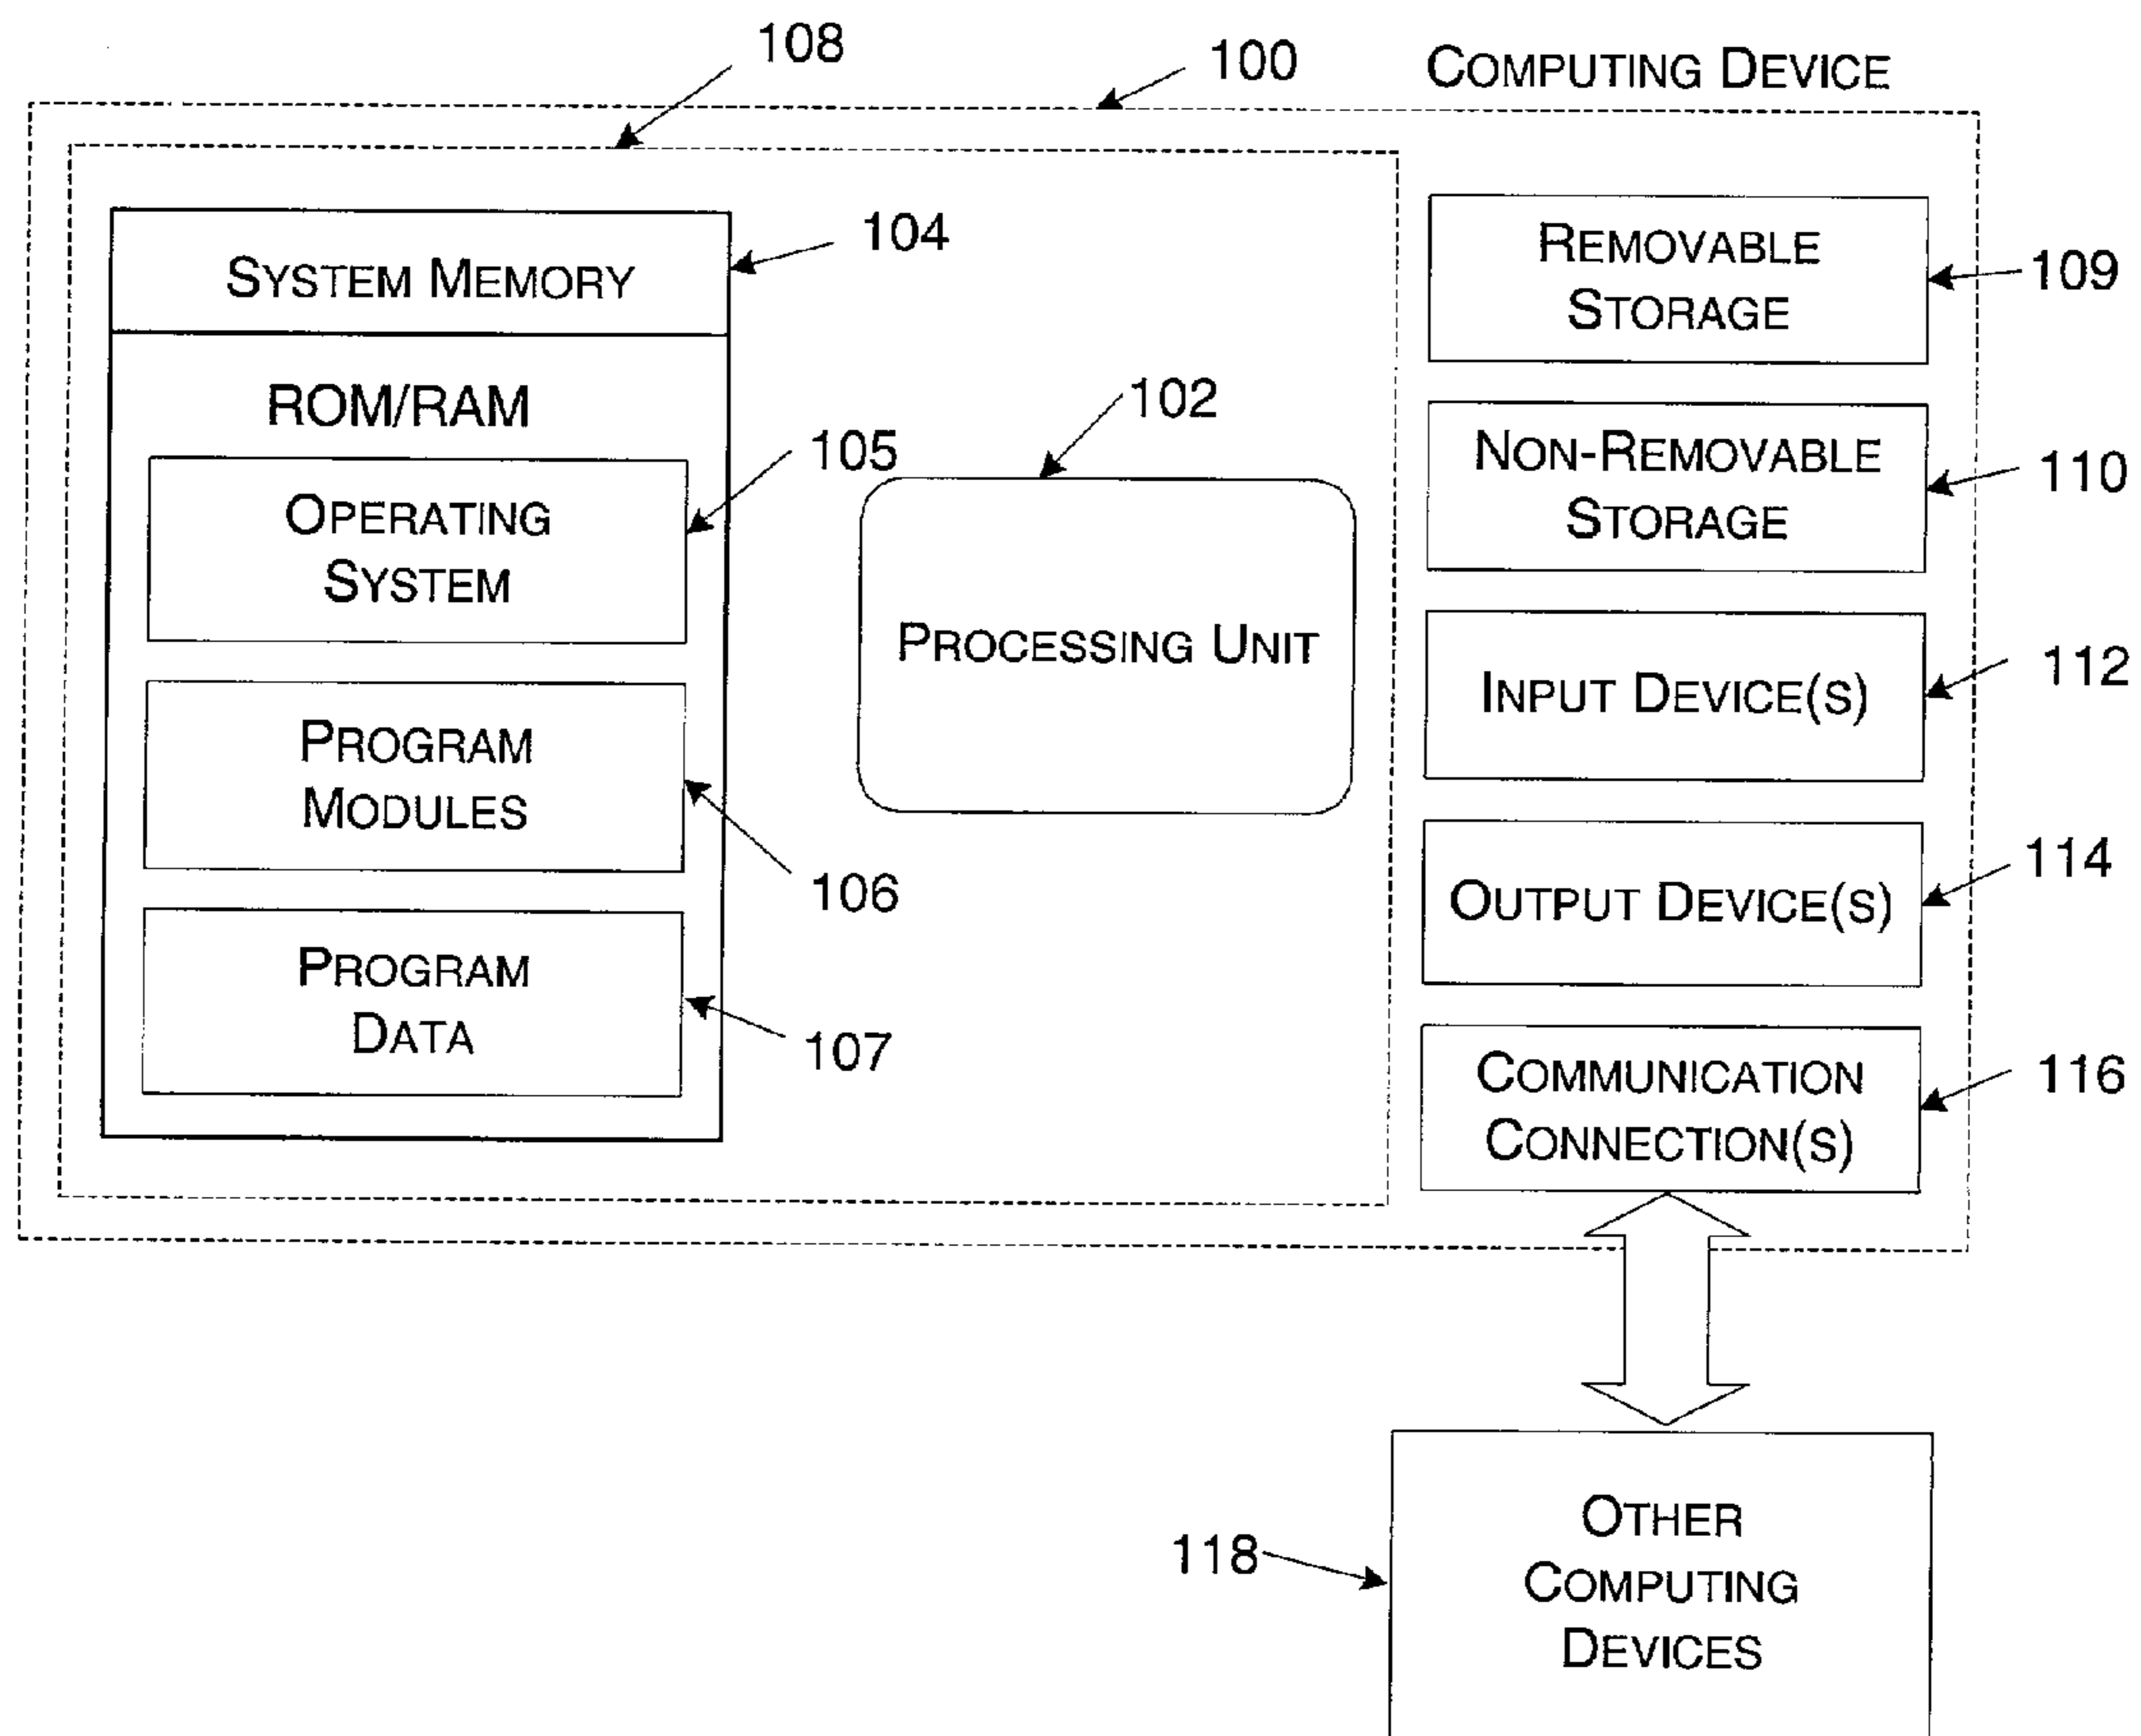 108
100
COMPUTING DEVICE
104
SYSTEM MEMORY
ROM/RAM
105
OPERATING
SYSTEM
PROGRAM
MODULES
106
PROGRAM
DATA
107
102
PROCESSING UNIT
REMOVABLE
STORAGE
109
NON-REMOVABLE
STORAGE
110
INPUT DEVICE(S)
112
OUTPUT DEVICE(S)
114
COMMUNICATION
CONNECTION(S)
116
118
OTHER
COMPUTING
DEVICES